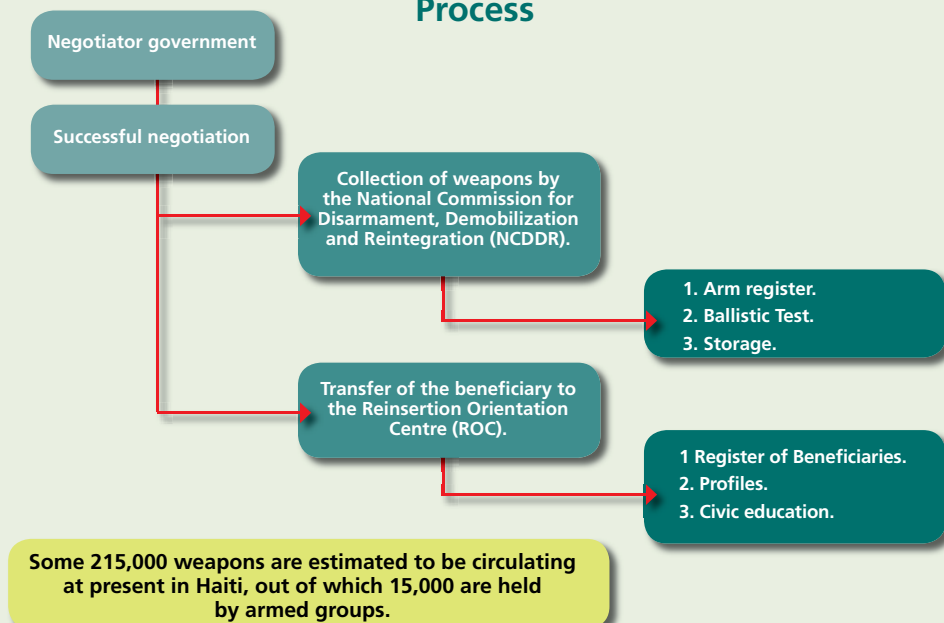 Process
Negotiator government
Successful negotiation
Collection of weapons by
the National Commission for
Disarmament, Demobilization
and Reintegration (NCDDR).
1. Arm register.
2. Ballistic Test.
3. Storage.
Transfer of the beneficiary to
the Reinsertion Orientation
Centre (ROC).
1 Register of Beneficiaries.
2. Profiles.
3. Civic education.
Some 215,000 weapons are estimated to be circulating
at present in Haiti, out of which 15,000 are held
by armed groups.